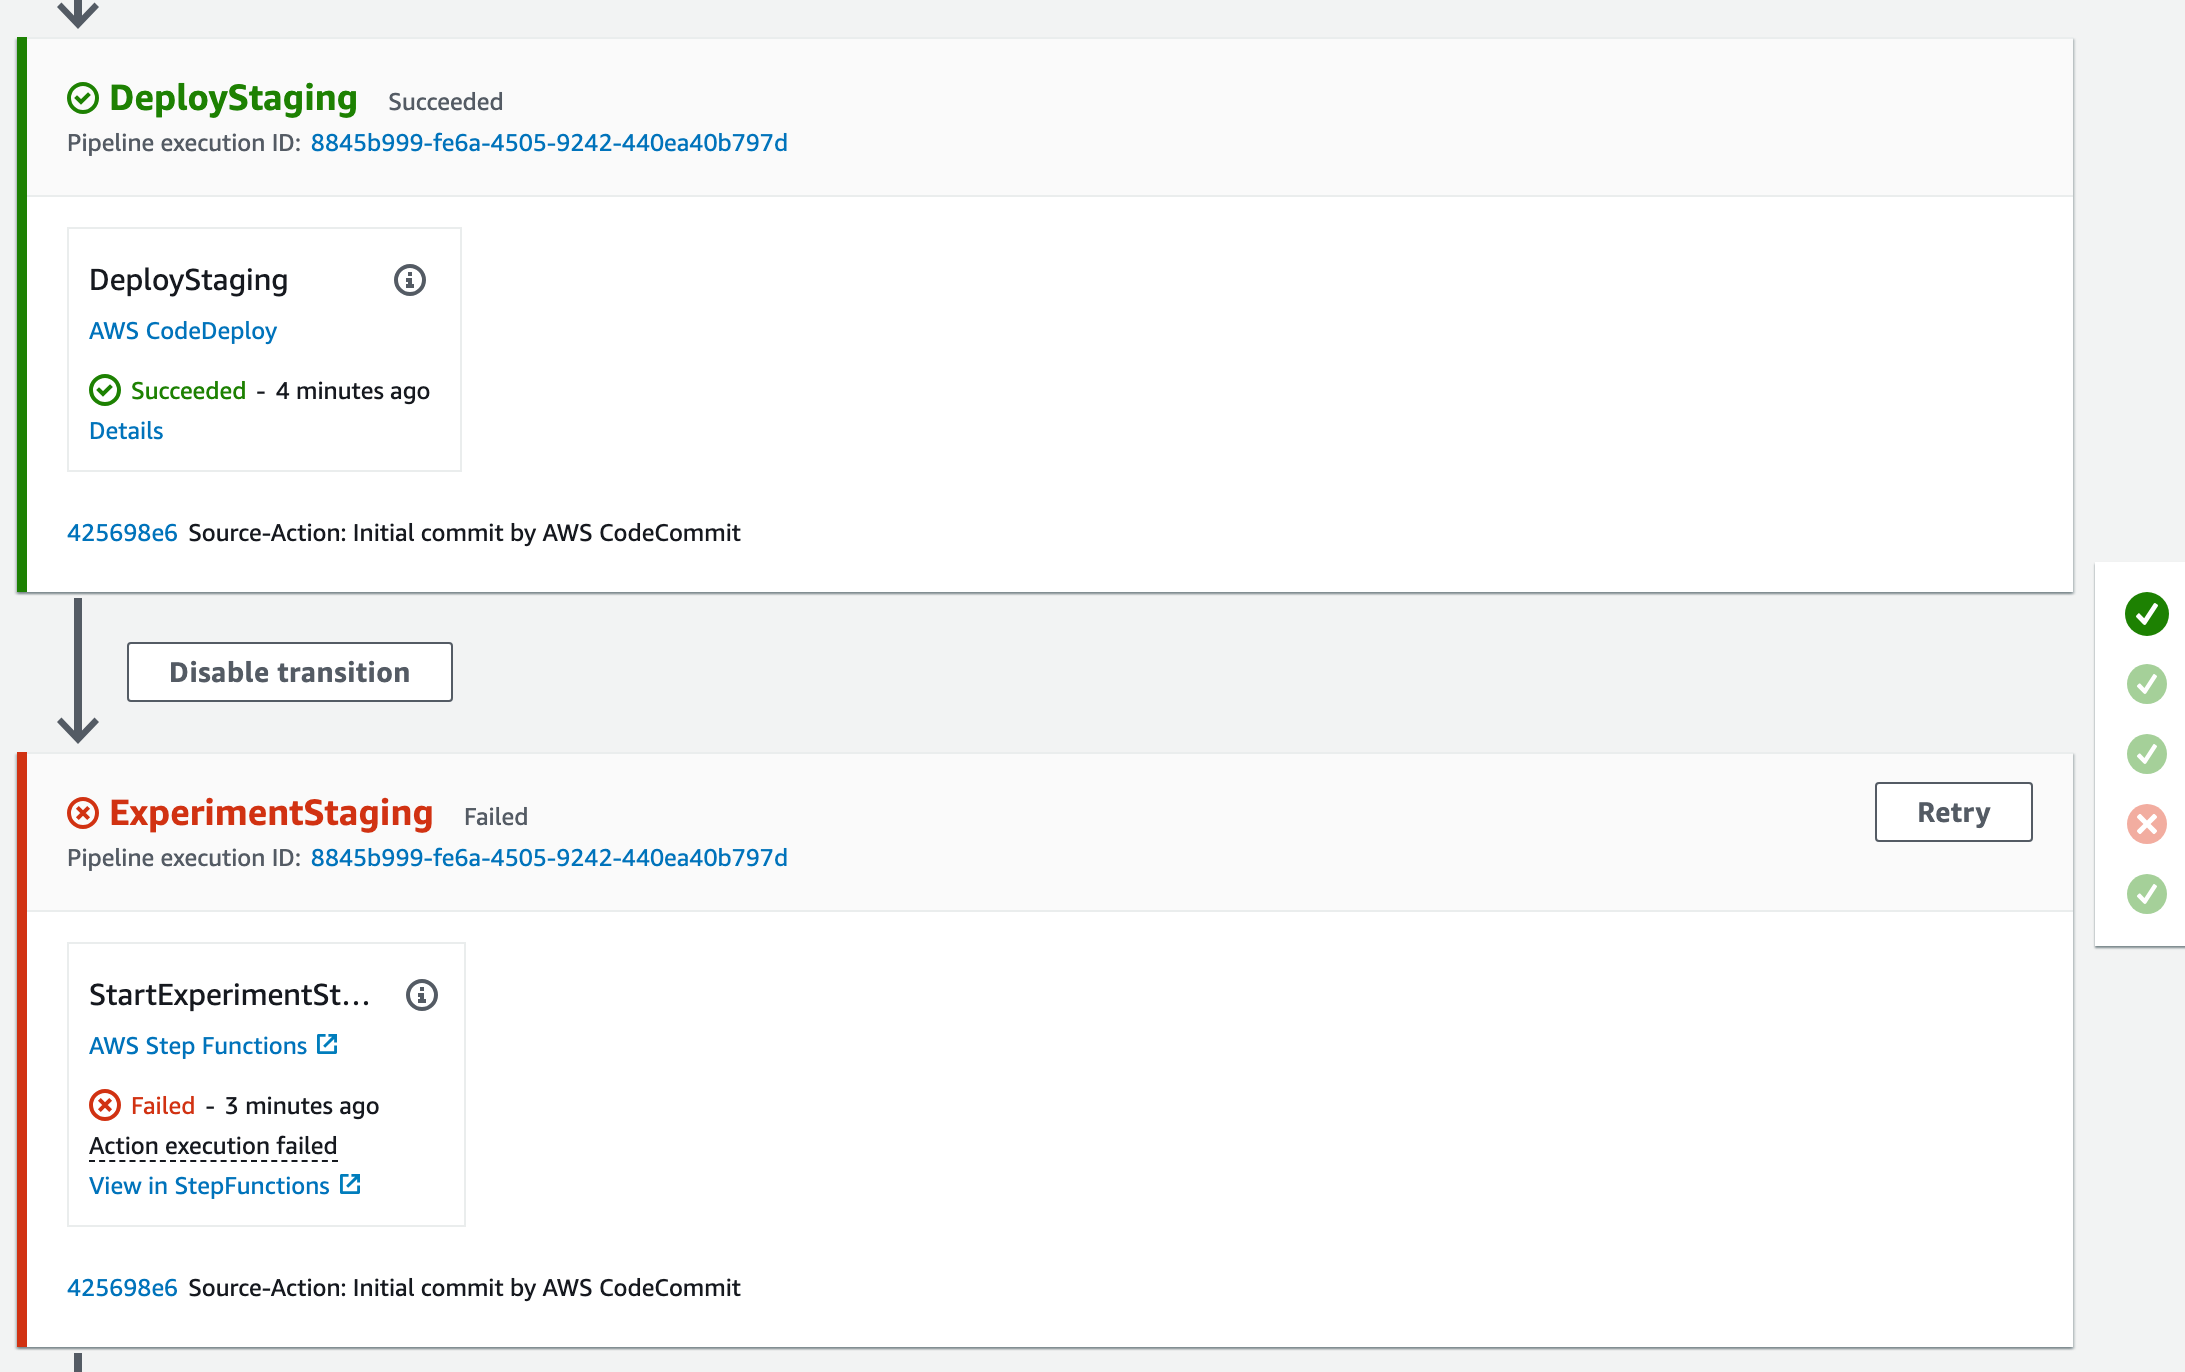 DeployStaging Succeeded
Pipeline execution ID: 8845b999-fe6a-4505-9242-440ea40b797d
DeployStaging
AWS CodeDeploy
Succeeded - 4 minutes ago
Details
425698e6 Source-Action: Initial commit by AWS CodeCommit
Disable transition
ExperimentStaging Failed
Retry
Pipeline execution ID: 8845b999-fe6a-4505-9242-440ea40b797d
StartExperimentSt...
AWS Step Functions
Failed - 3 minutes ago
Action execution failed
View in StepFunctions
425698e6 Source-Action: Initial commit by AWS CodeCommit